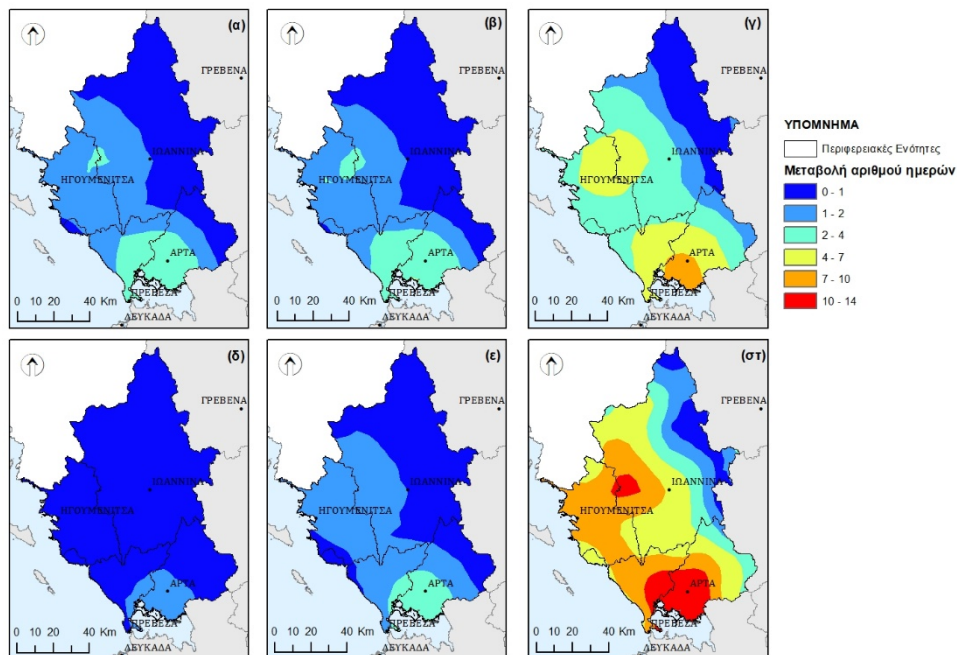 (α)
ΓΡΕΒΕΝΑ
ΙΩΑΝΝΙΝΑ
ΗΓΟΥΜΕΝΙΤΣΑ
ΑΡΤΑ
ΠΡΕΒΕΖΑ
ΛΕΥΚΑΔΑ
0 10 20 40 Km
(β)
ΓΡΕΒΕΝΑ
ΙΩΑΝΝΙΝΑ
ΗΓΟΥΜΕΝΙΤΣΑ
ΑΡΤΑ
ΠΡΕΒΕΖΑ
ΛΕΥΚΑΔΑ
0 10 20 40 Km
(γ)
ΓΡΕΒΕΝΑ
ΙΩΑΝΝΙΝΑ
ΗΓΟΥΜΕΝΙΤΣΑ
ΑΡΤΑ
ΠΡΕΒΕΖΑ
ΛΕΥΚΑΔΑ
0 10 20 40 Km
ΥΠΟΜΝΗΜΑ
Περιφερειακές Ενότητες
Μεταβολή αριθμού ημερών
0 - 1
1 - 2
2 - 4
4 - 7
7 - 10
10 - 14
(δ)
ΓΡΕΒΕΝΑ
ΙΩΑΝΝΙΝΑ
ΗΓΟΥΜΕΝΙΤΣΑ
ΑΡΤΑ
ΠΡΕΒΕΖΑ
ΛΕΥΚΑΔΑ
0 10 20 40 Km
(ε)
ΓΡΕΒΕΝΑ
ΙΩΑΝΝΙΝΑ
ΗΓΟΥΜΕΝΙΤΣΑ
ΑΡΤΑ
ΠΡΕΒΕΖΑ
ΛΕΥΚΑΔΑ
0 10 20 40 Km
(στ)
ΓΡΕΒΕΝΑ
ΙΩΑΝΝΙΝΑ
ΗΓΟΥΜΕΝΙΤΣΑ
ΑΡΤΑ
ΠΡΕΒΕΖΑ
ΛΕΥΚΑΔΑ
0 10 20 40 Km